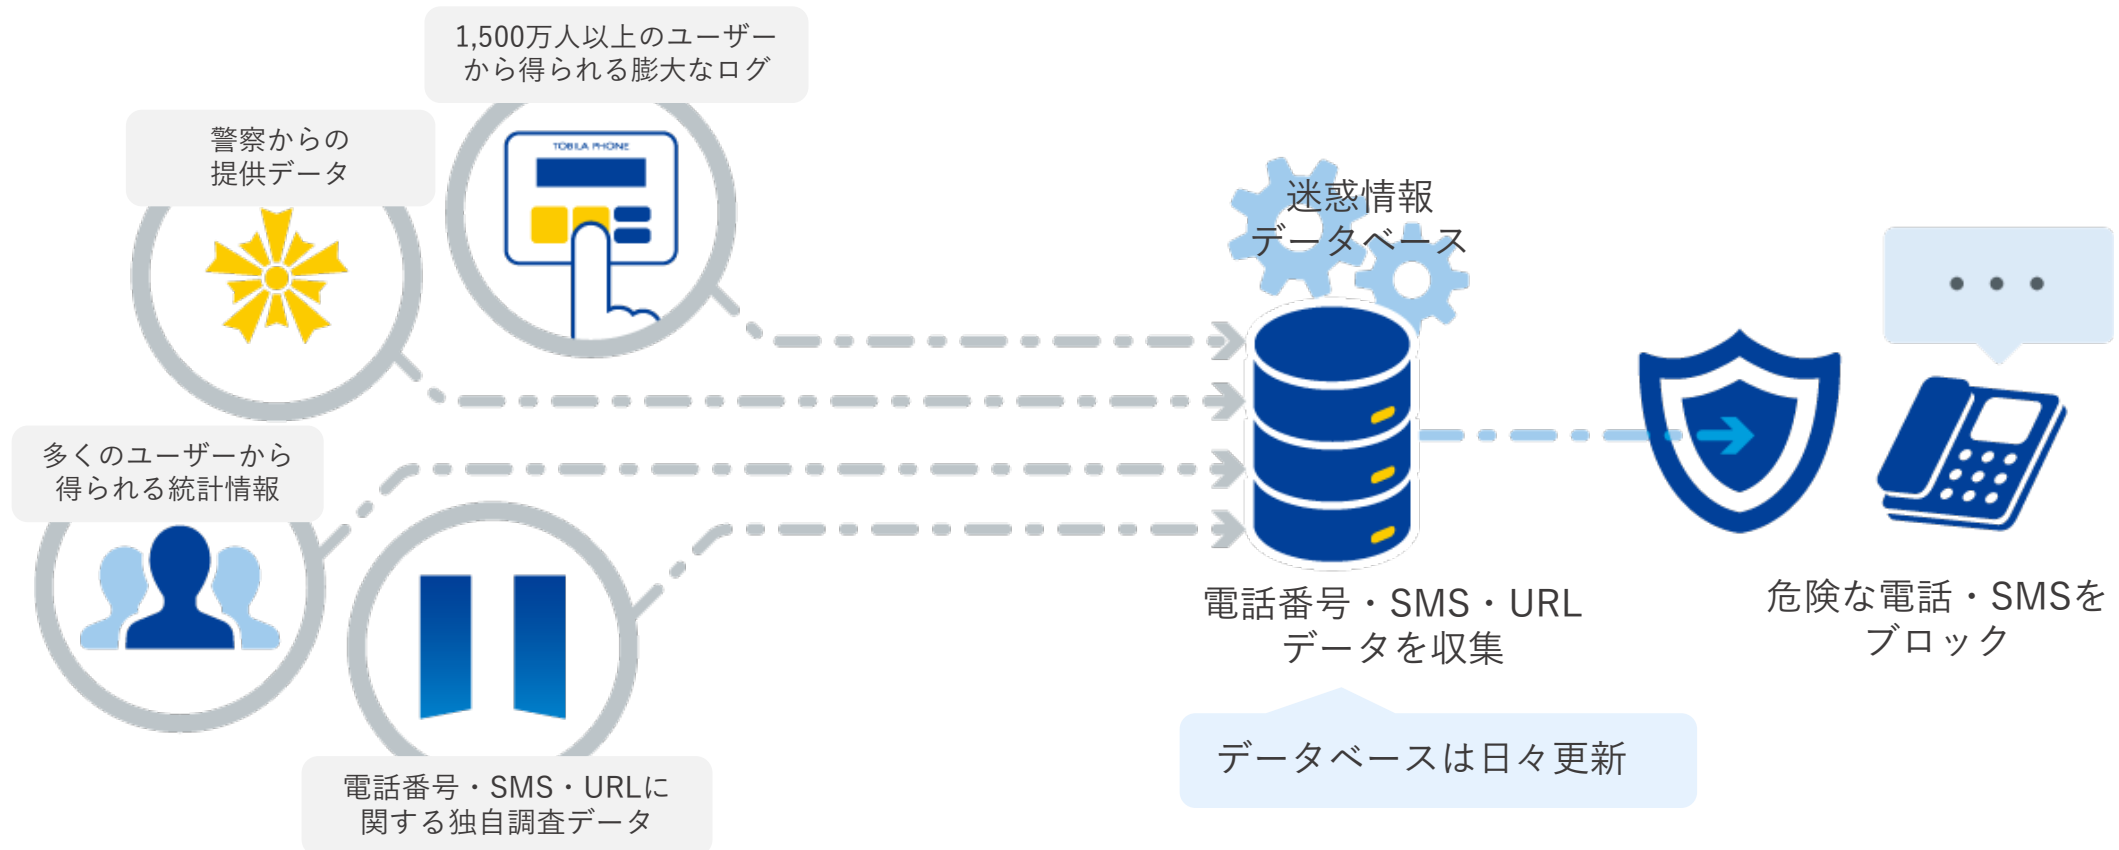 1,500万人以上のユーザー
から得られる膨大なログ
警察からの
提供データ
TOBILA PHONE
多くのユーザーから
得られる統計情報
電話番号・SMS・URLに
関する独自調査データ
迷惑情報
データベース
電話番号・SMS・URL
データを収集
データベースは日々更新
危険な電話・SMSを
ブロック